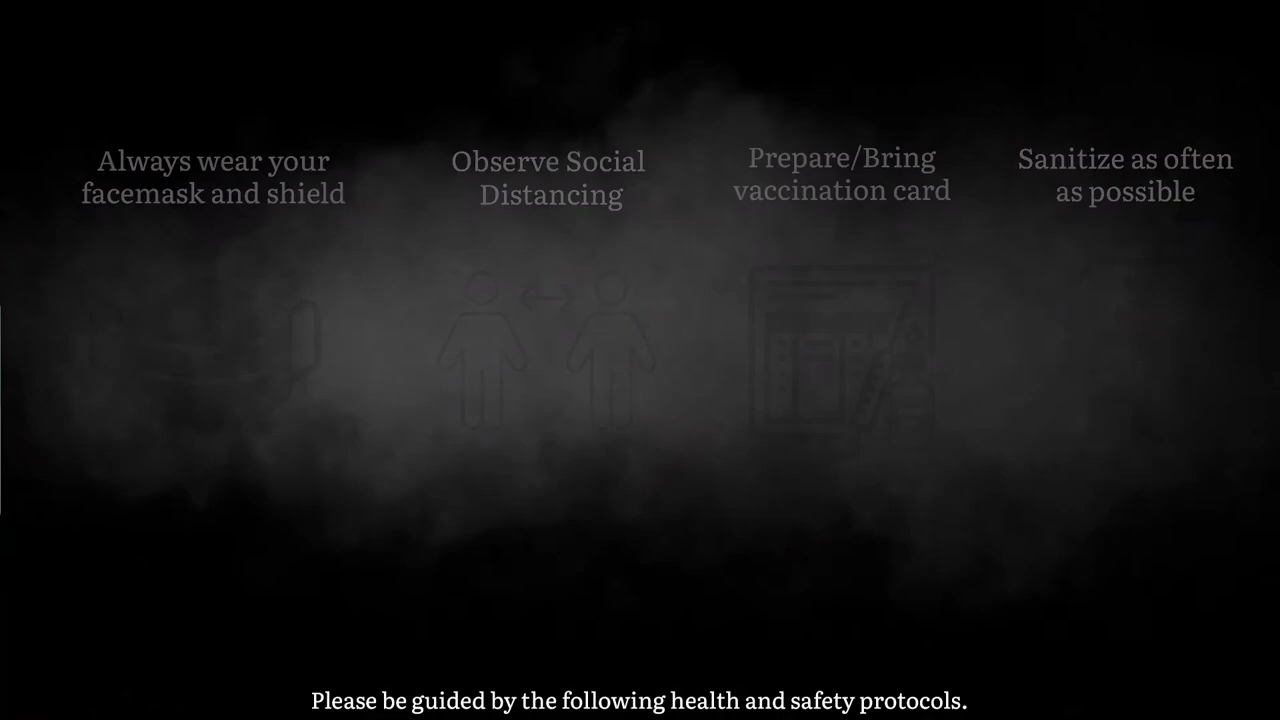 Always wear your
facemask and shield
Observe Social
Distancing
Prepare/Bring
vaccination card
Sanitize as often
as possible
Please be guided by the following health and safety protocols.